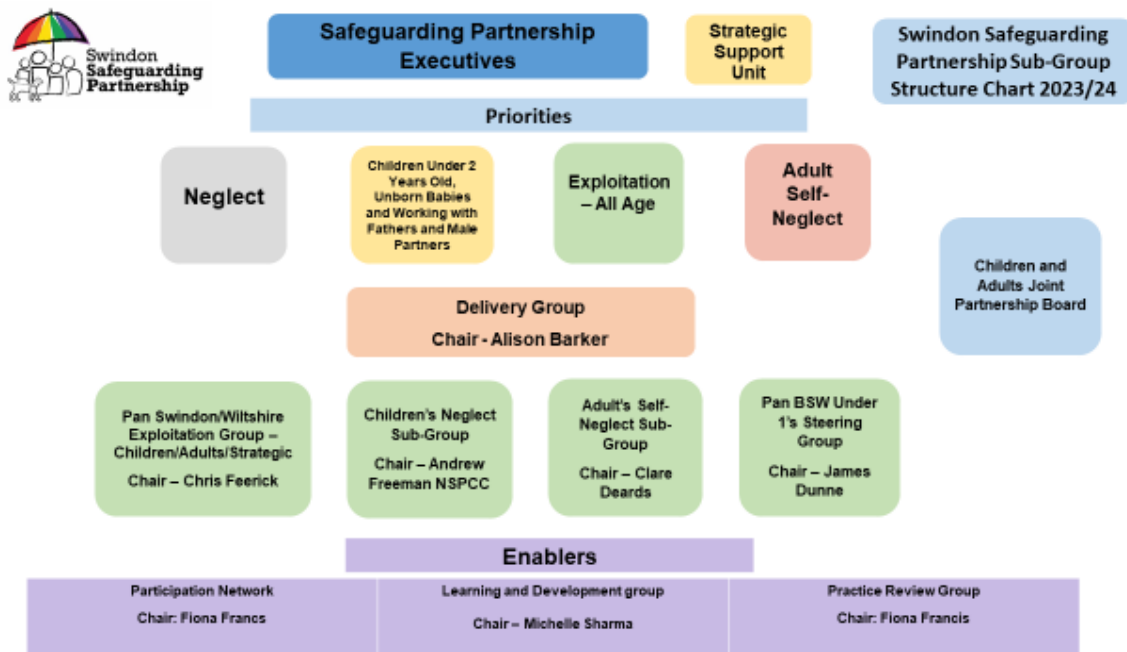 Swindon
Safeguarding
Partnership
Safeguarding Partnership
Executives
Strategic
Support
Unit
Swindon Safeguarding
Partnership Sub-Group
Structure Chart 2023/24
Priorities
Neglect
Children Under 2
Years Old,
Unborn Babies
and Working with
Fathers and Male
Partners
Exploitation
– All Age
Adult
Self-
Neglect
Children and
Adults Joint
Partnership Board
Delivery Group
Chair - Alison Barker
Pan Swindon/Wiltshire
Exploitation Group –
Children/Adults/Strategic
Chair – Chris Feerick
Children's Neglect
Sub-Group
Chair – Andrew
Freeman NSPCC
Adult's Self-
Neglect Sub-
Group
Chair – Clare
Deards
Pan BSW Under
1's Steering
Group
Chair – James
Dunne
Enablers
Participation Network
Chair: Fiona Francs
Learning and Development group
Chair – Michelle Sharma
Practice Review Group
Chair: Fiona Francis